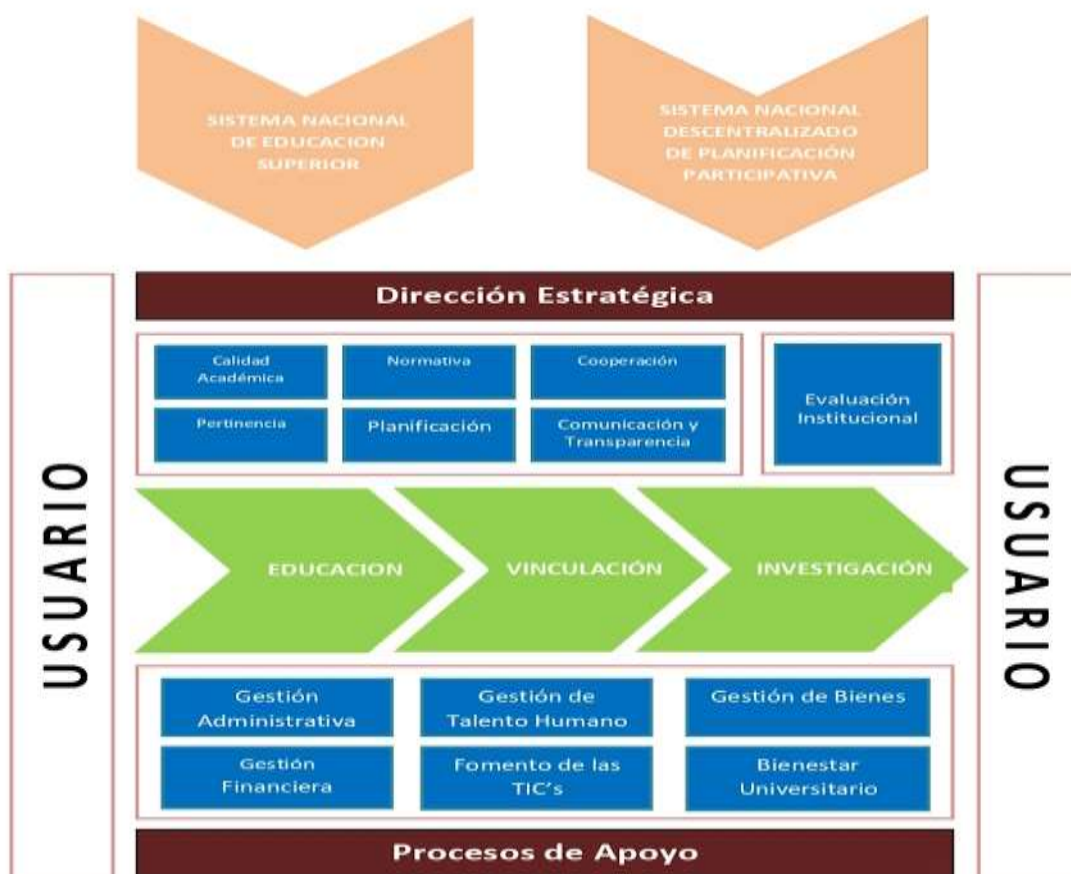 SISTEMA NACIONAL
DE EDUCACION
SUPERIOR
SISTEMA NACIONAL
DESCENTRALIZADO
DE PLANIFICACIÓN
PARTICIPATIVA
USUARIO
Dirección Estratégica
Calidad
Académica
Normativa
Cooperación
Pertinencia
Planificación
Comunicación y
Transparencia
Evaluación
Institucional
EDUCACION
VINCULACIÓN
INVESTIGACIÓN
Gestión
Administrativa
Gestión de
Talento Humano
Gestión de Bienes
Gestión
Financiera
Fomento de las
TIC's
Bienestar
Universitario
Procesos de Apoyo
USUARIO